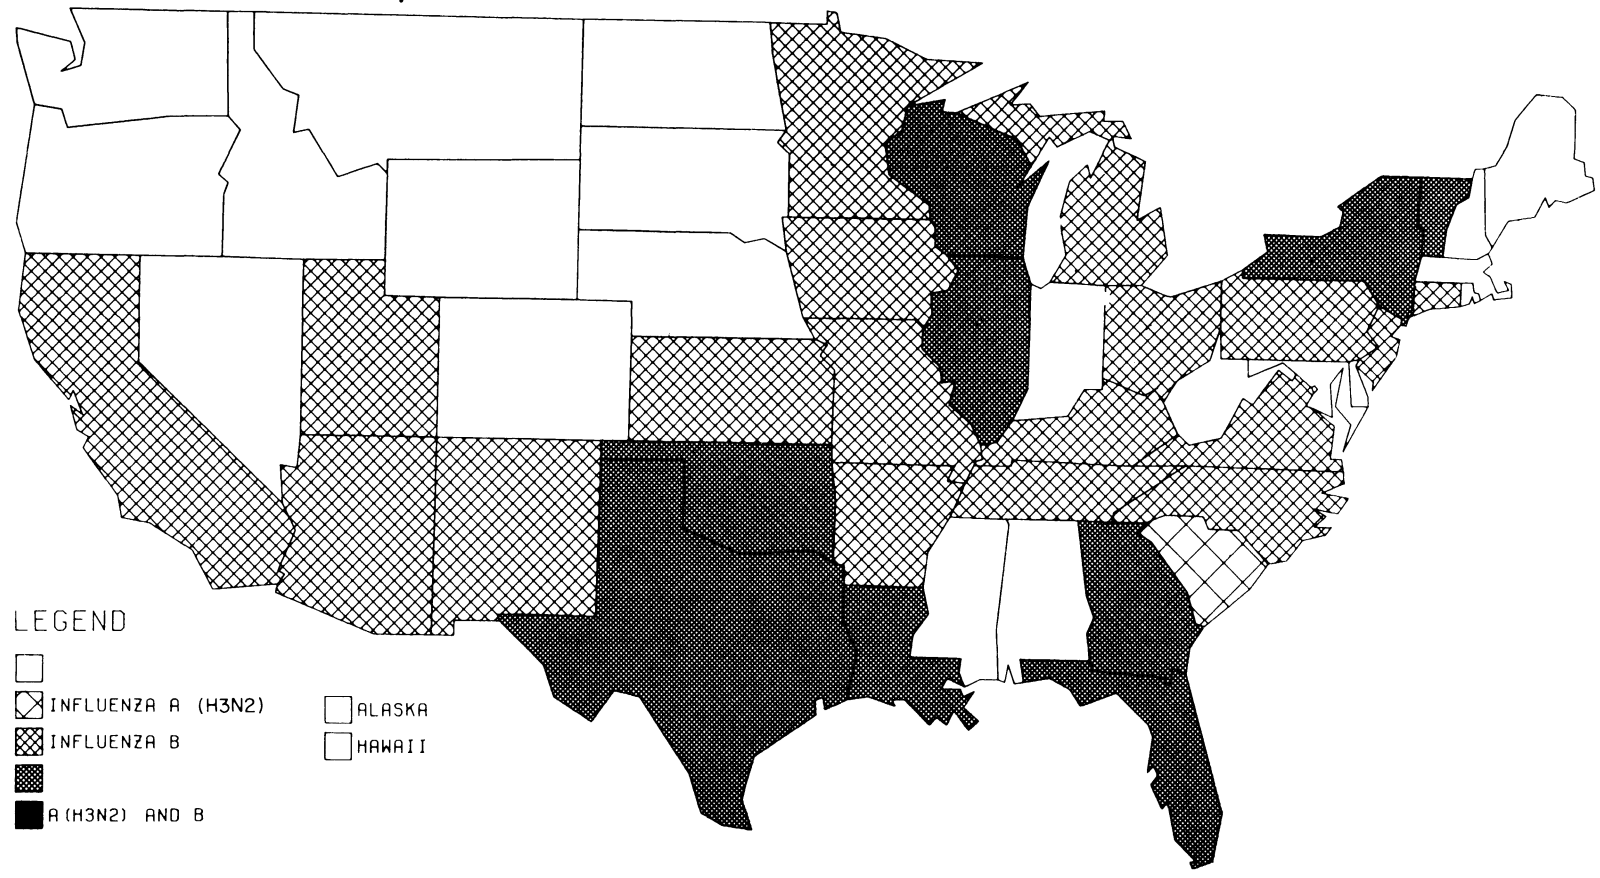 LEGEND
INFLUENZA A (H3N2)
INFLUENZA B
A(H3N2) AND B
ALASKA
HAWAII